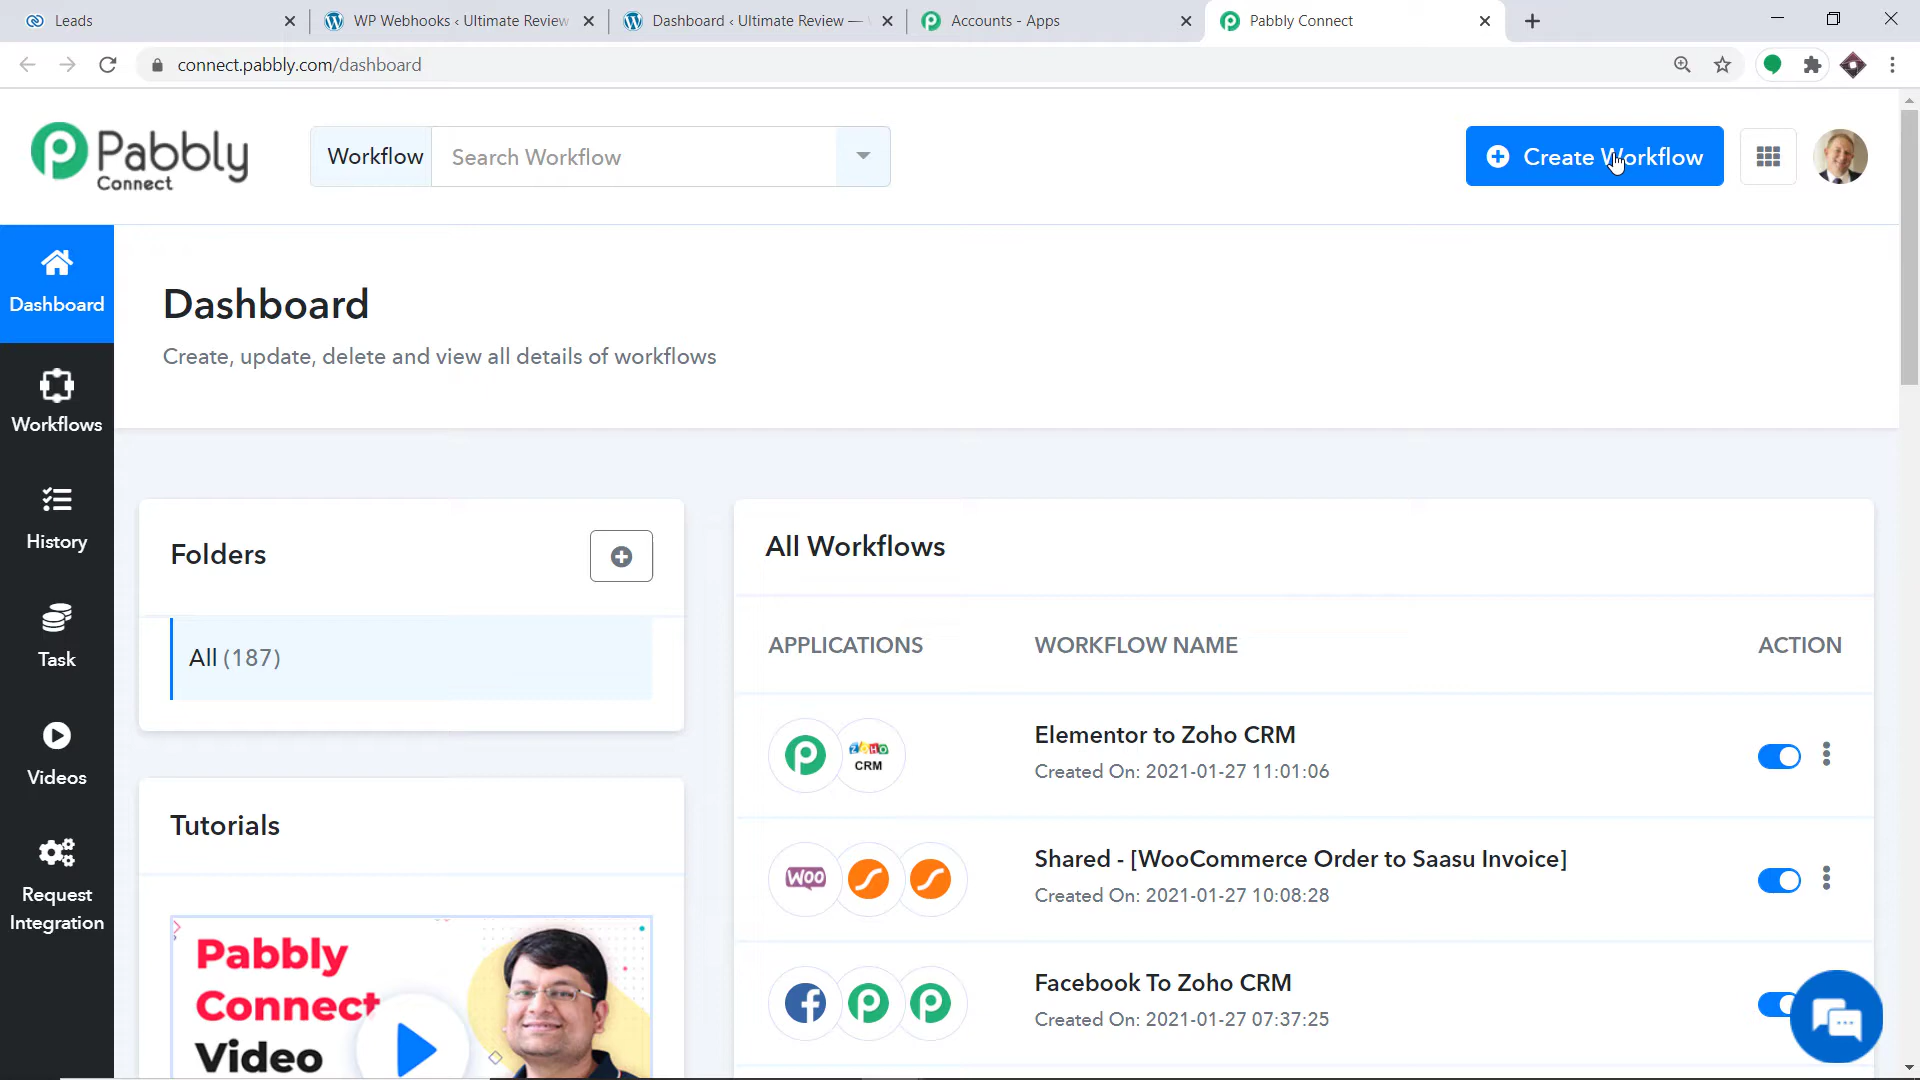 Leads
WP Webhooks ‹ Ultimate Review
Dashboard ‹ Ultimate Review —
Accounts - Apps
Pabbly Connect
connect.pabbly.com/dashboard
Pabbly
Connect
Workflow
Search Workflow
Create Workflow
Dashboard
Workflows
History
Task
Videos
Request
Integration
Dashboard
Create, update, delete and view all details of workflows
Folders
All (187)
Tutorials
Pabbly
Connect
Video
All Workflows
APPLICATIONS
WORKFLOW NAME
ACTION
ZOHO
CRM
Elementor to Zoho CRM
Created On: 2021-01-27 11:01:06
WOO
Shared - [WooCommerce Order to Saasu Invoice]
Created On: 2021-01-27 10:08:28
Facebook To Zoho CRM
Created On: 2021-01-27 07:37:25